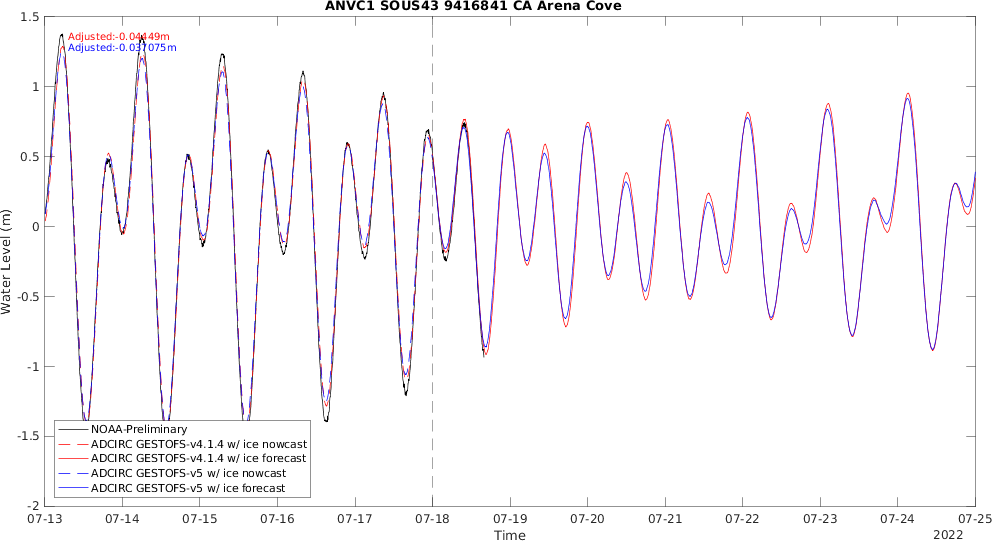 ANVC1 SOUS43 9416841 CA Arena Cove
Adjusted:-0.04449m
Adjusted:-0.037075m
1.5
1
0.5
0
-0.5
-1
-1.5
-2
Water Level (m)
NOAA-Preliminary
ADCIRC GESTOFS-v4.1.4 w/ ice nowcast
ADCIRC GESTOFS-v4.1.4 w/ ice forecast
ADCIRC GESTOFS-v5 w/ ice nowcast
ADCIRC GESTOFS-v5 w/ ice forecast
07-13 07-14 07-15 07-16 07-17 07-18 07-19 07-20 07-21 07-22 07-23 07-24 07-25
Time
2022